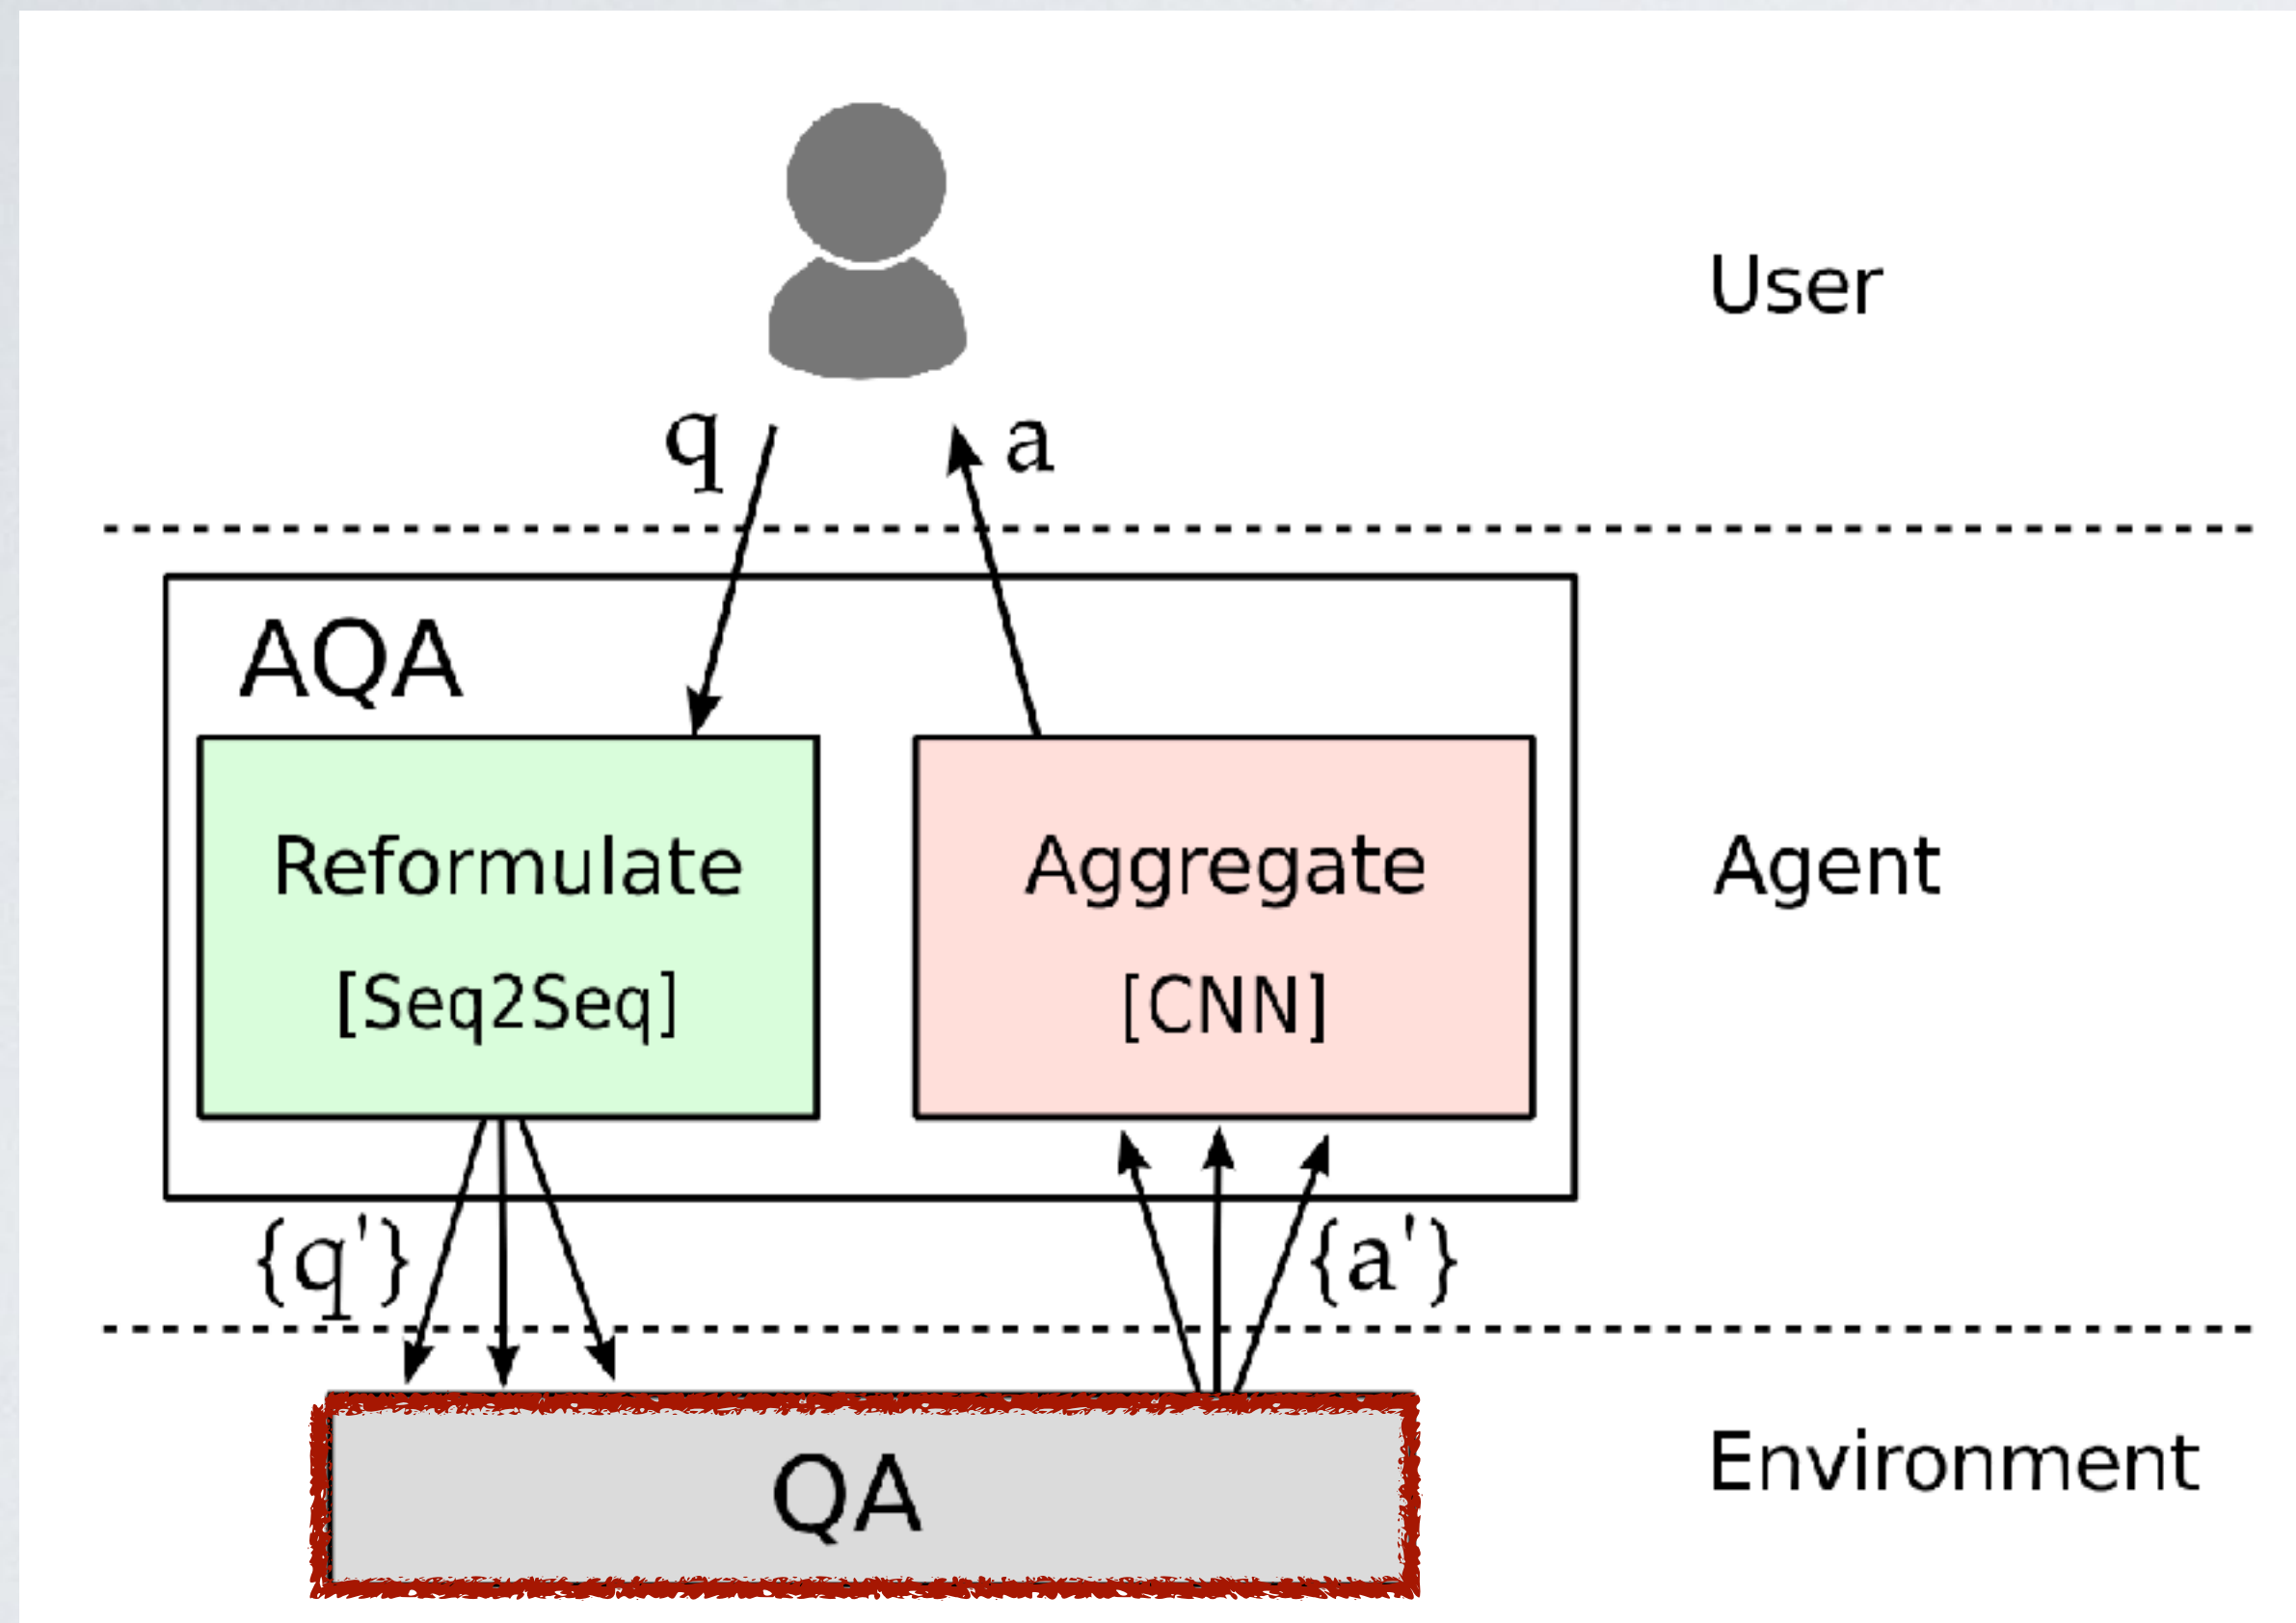 User
q
a
AQA
Reformulate
[Seq2Seq]
Aggregate
[CNN]
Agent
{q'}
{a'}
QA
Environment